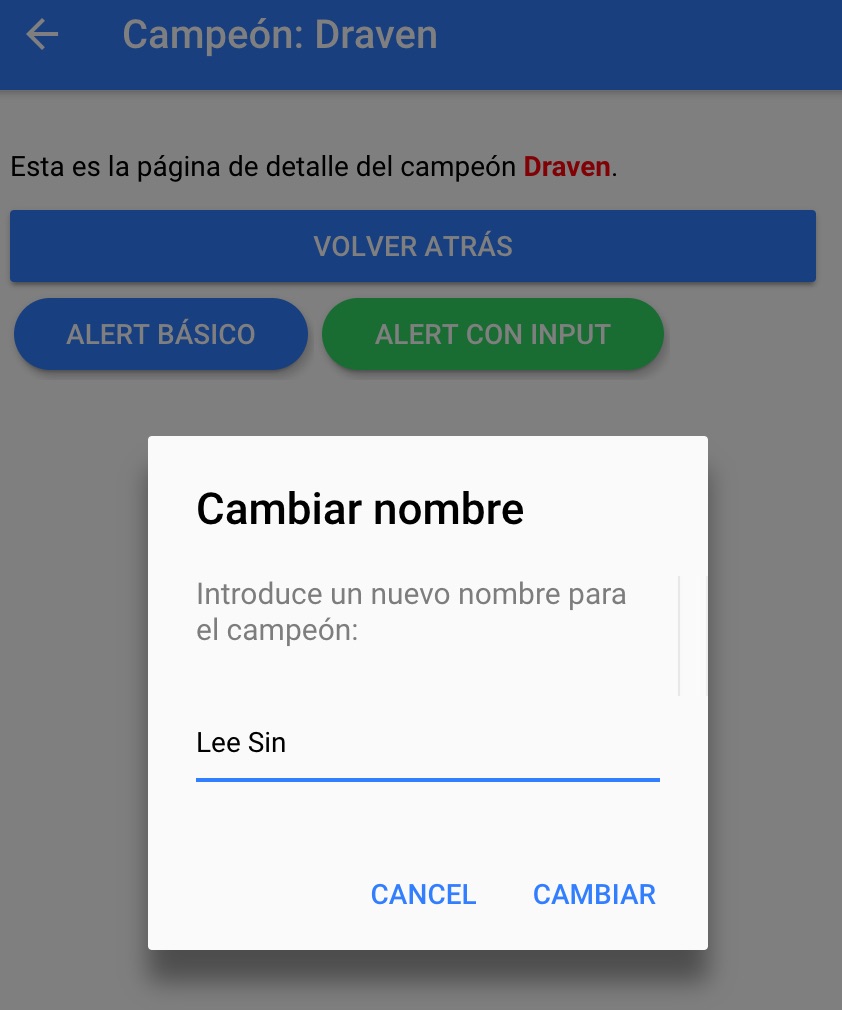 Campeón: Draven
Esta es la página de detalle del campeón Draven.
VOLVER ATRÁS
ALERT BÁSICO
ALERT CON INPUT
Cambiar nombre
Introduce un nuevo nombre para
el campeón:
Lee Sin
CANCEL
CAMBIAR